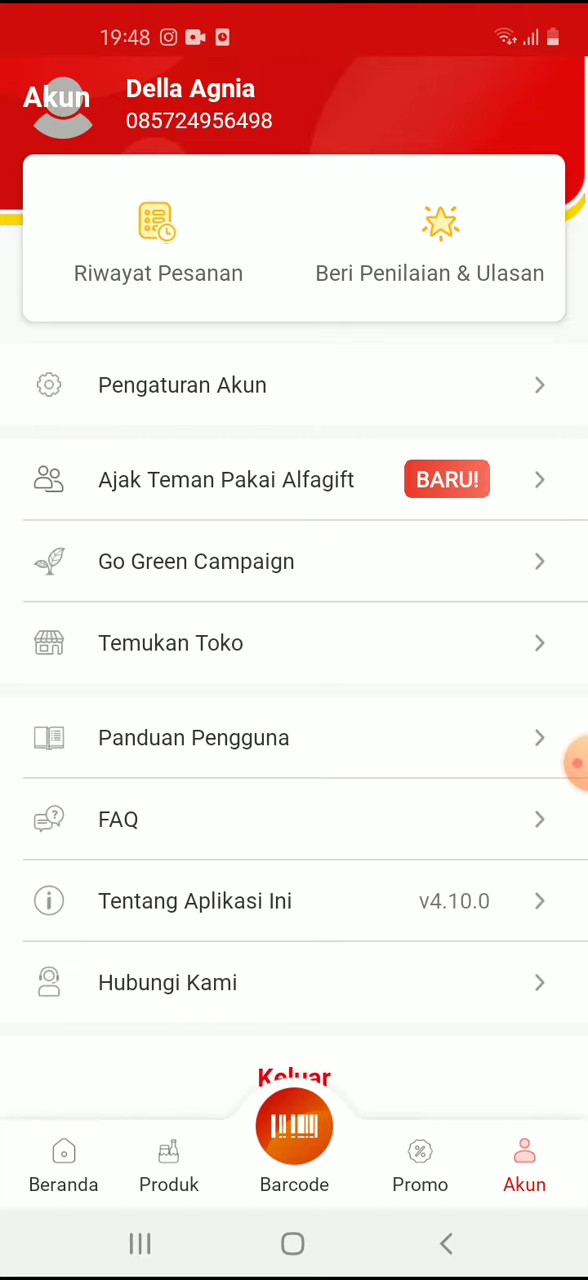 19:48
Akun
Della Agnia
085724956498
Riwayat Pesanan
Beri Penilaian & Ulasan
Pengaturan Akun
Ajak Teman Pakai Alfagift BARU!
Go Green Campaign
Temukan Toko
Panduan Pengguna
FAQ
Tentang Aplikasi Ini v4.10.0
Hubungi Kami
Keluar
Beranda Produk Barcode Promo Akun